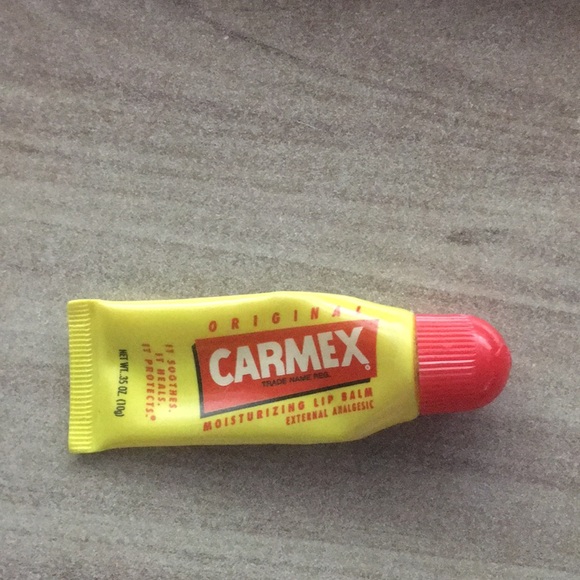 ORIGINAL
CARMEX®
TRADE NAME REG.
MOISTURIZING LIP BALM
EXTERNAL ANALGESIC
IT SOOTHES.
IT HEALS.
IT PROTECTS.®
NET WT. .35 OZ. (10g)